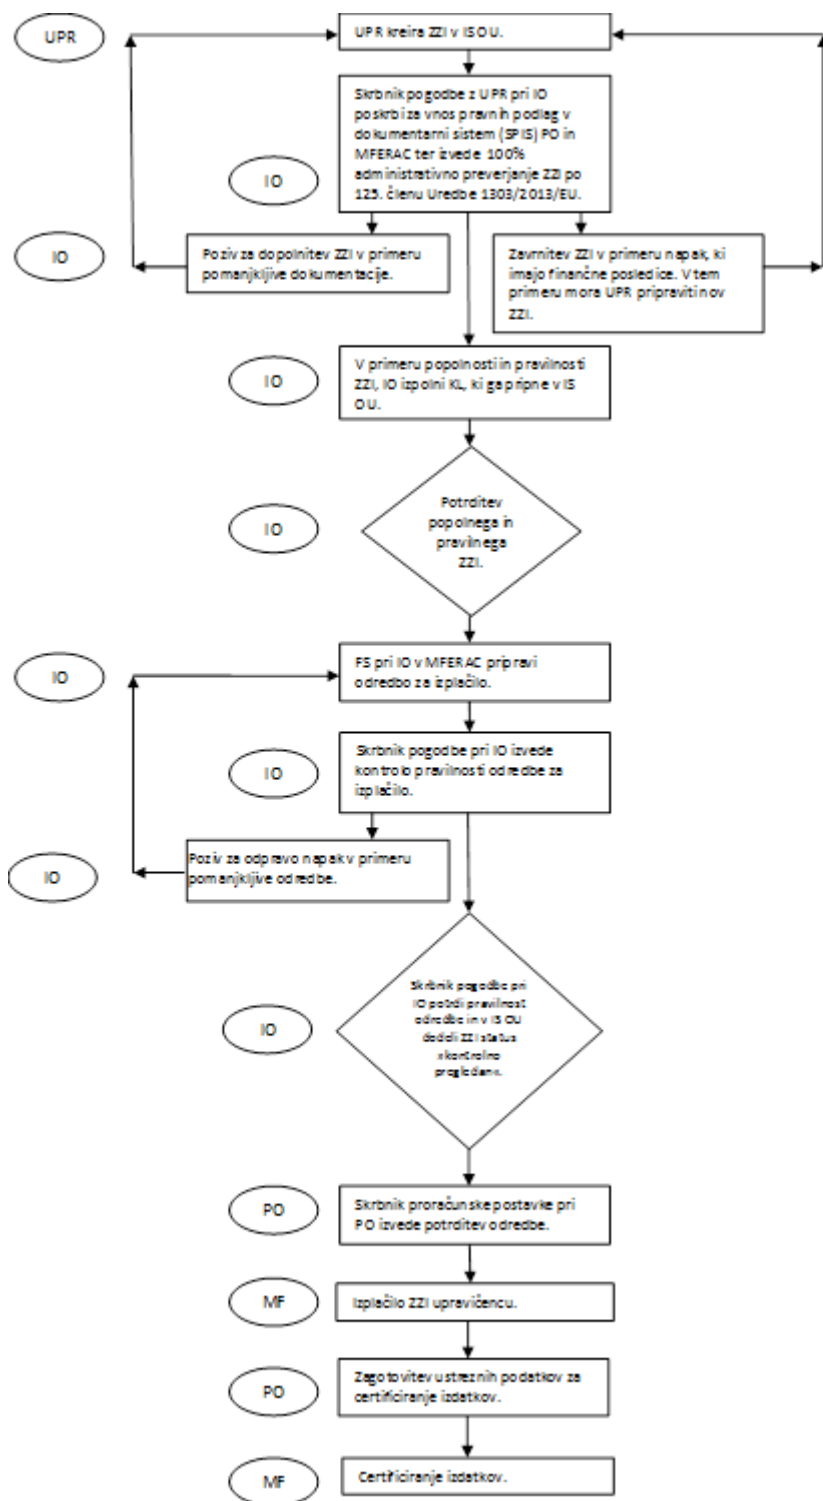 UPR
UPR kreira ZZI v IS OU.
Skrbnik pogodbe z UPR pri IO
poskrbi za vnos pravnih podlag v
dokumentarni sistem (SPIS) PO in
MFERAC ter izvede 100%
administrativno preverjanje ZZI po
125. členu Uredbe 1303/2013/EU.
IO
IO
Poziv za dopolnitev ZZI v primeru
pomanjkljive dokumentacije.
Zavrnitev ZZI v primeru napak, ki
imajo finančne posledice. V tem
primeru mora UPR pripraviti nov
ZZI.
IO
V primeru popolnosti in pravilnosti
ZZI, IO izpolni KL, ki ga pripne v IS
OU.
IO
Potrditev
popolnega in
pravilnega
ZZI.
IO
FS pri IO v MFERAC pripravi
odredbo za izplačilo.
IO
Skrbnik pogodbe pri IO izvede
kontrolo pravilnosti odredbe za
izplačilo.
IO
Poziv za odpravo napak v primeru
pomanjkljive odredbe.
IO
Skrbnik pogodbe pri
IO potrdi pravilnost
odredbe in v IS OU
dodeli ZZI status
»kontrolno
pregledan«.
PO
Skrbnik proračunske postavke pri
PO izvede potrditev odredbe.
MF
Izplačilo ZZI upravičencu.
PO
Zagotovitev ustreznih podatkov za
certificiranje izdatkov.
MF
Certificiranje izdatkov.